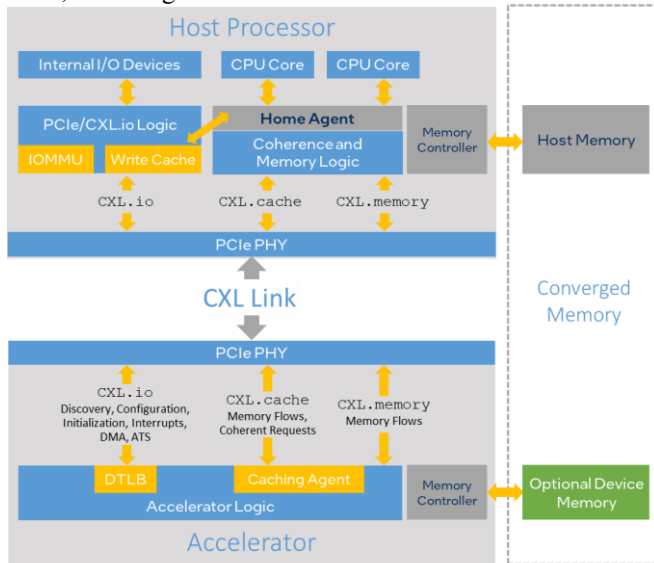 Host Processor
Internal I/O Devices
CPU Core
CPU Core
PCIe/CXL.io Logic
IOMMU
Write Cache
Home Agent
Coherence and
Memory Logic
Memory
Controller
Host Memory
CXL.io
CXL.cache
CXL.memory
PCIe PHY
CXL Link
Converged
Memory
PCIe PHY
CXL.io
Discovery, Configuration,
Initialization, Interrupts,
DMA, ATS
CXL.cache
Memory Flows,
Coherent Requests
CXL.memory
Memory Flows
DTLB
Caching Agent
Accelerator Logic
Memory
Controller
Optional Device
Memory
Accelerator